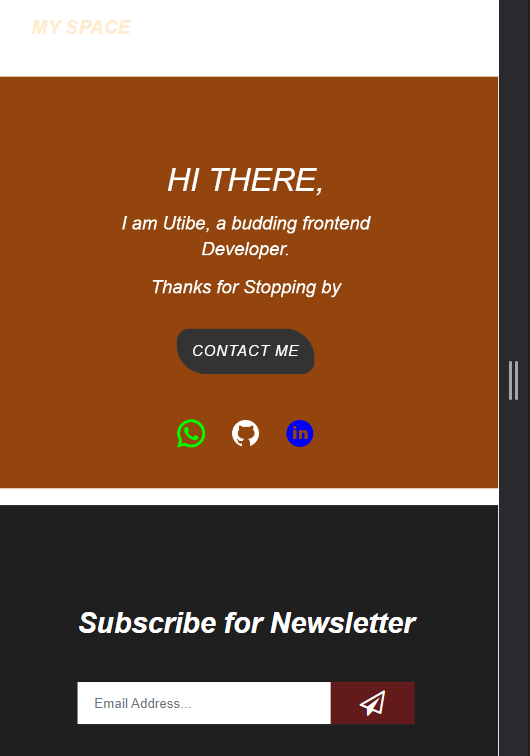 MY SPACE
HI THERE,
I am Utibe, a budding frontend
Developer.
Thanks for Stopping by
CONTACT ME
in
Subscribe for Newsletter
Email Address...